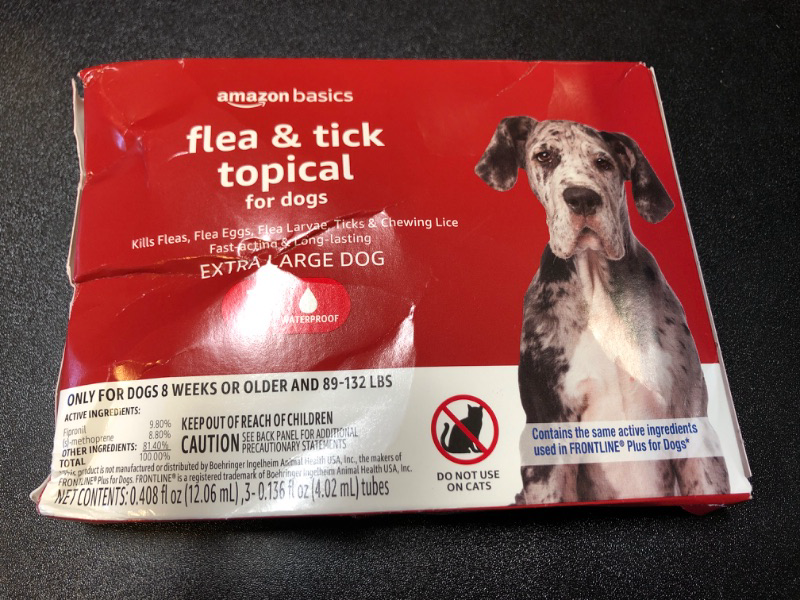 amazon basics
flea & tick
topical
for dogs
Kills Fleas, Flea Eggs, Flea Larvae, Ticks & Chewing Lice
Fast-acting & Long-lasting
EXTRA LARGE DOG
WATERPROOF
ONLY FOR DOGS 8 WEEKS OR OLDER AND 89-132 LBS
ACTIVE INGREDIENTS:
Fipronil 9.80%
(s)-methoprene 8.80%
OTHER INGREDIENTS: 81.40%
TOTAL 100.00%
KEEP OUT OF REACH OF CHILDREN
CAUTION SEE BACK PANEL FOR ADDITIONAL
PRECAUTIONARY STATEMENTS
product is not manufactured or distributed by Boehringer Ingelheim Animal Health USA, Inc., the makers of
FRONTLINE® Plus for Dogs. FRONTLINE® is a registered trademark of Boehringer Ingelheim Animal Health USA, Inc.
NET CONTENTS: 0.408 fl oz (12.06 mL) ,3- 0.136 fl oz (4.02 mL) tubes
DO NOT USE
ON CATS
Contains the same active ingredients
used in FRONTLINE® Plus for Dogs*